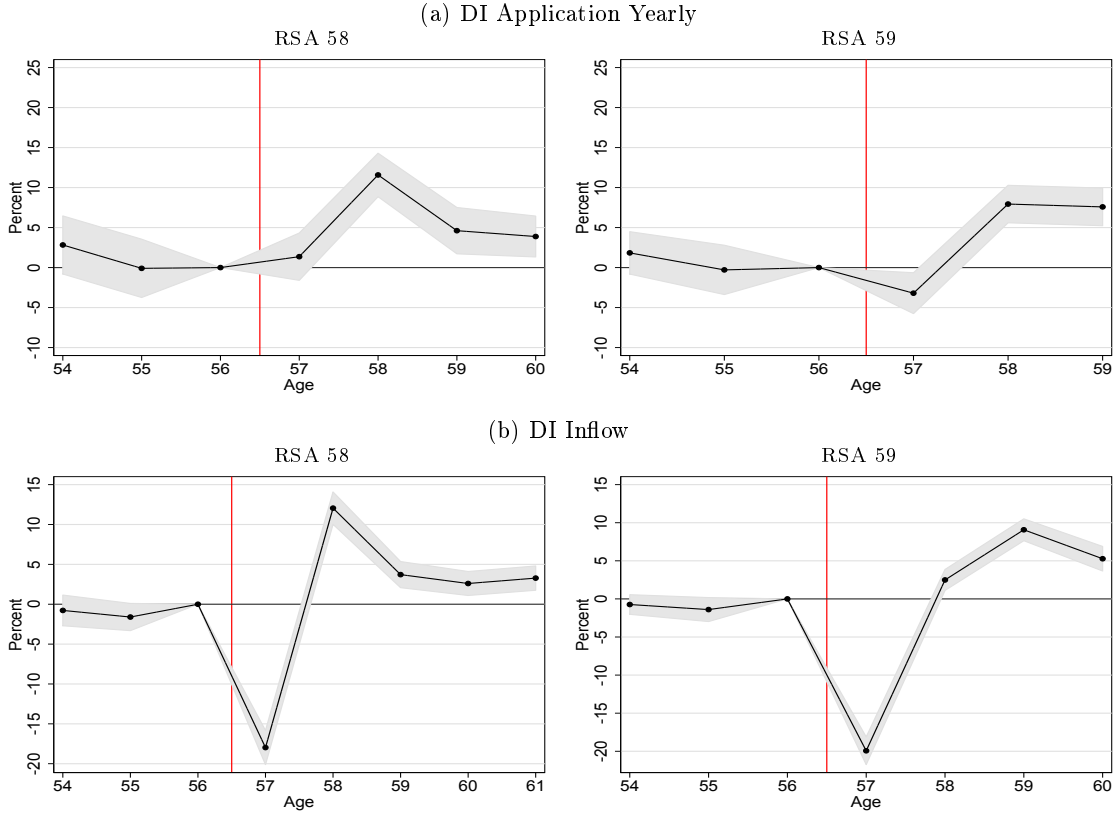 (a) DI Application Yearly
RSA 58
25
20
15
10
5
0
-5
-10
Percent
54 55 56 57 58 59 60
Age
RSA 59
25
20
15
10
5
0
-5
-10
Percent
54 55 56 57 58 59
Age
(b) DI Inflow
RSA 58
15
10
5
0
-5
-10
-15
-20
Percent
54 55 56 57 58 59 60 61
Age
RSA 59
15
10
5
0
-5
-10
-15
-20
Percent
54 55 56 57 58 59 60
Age